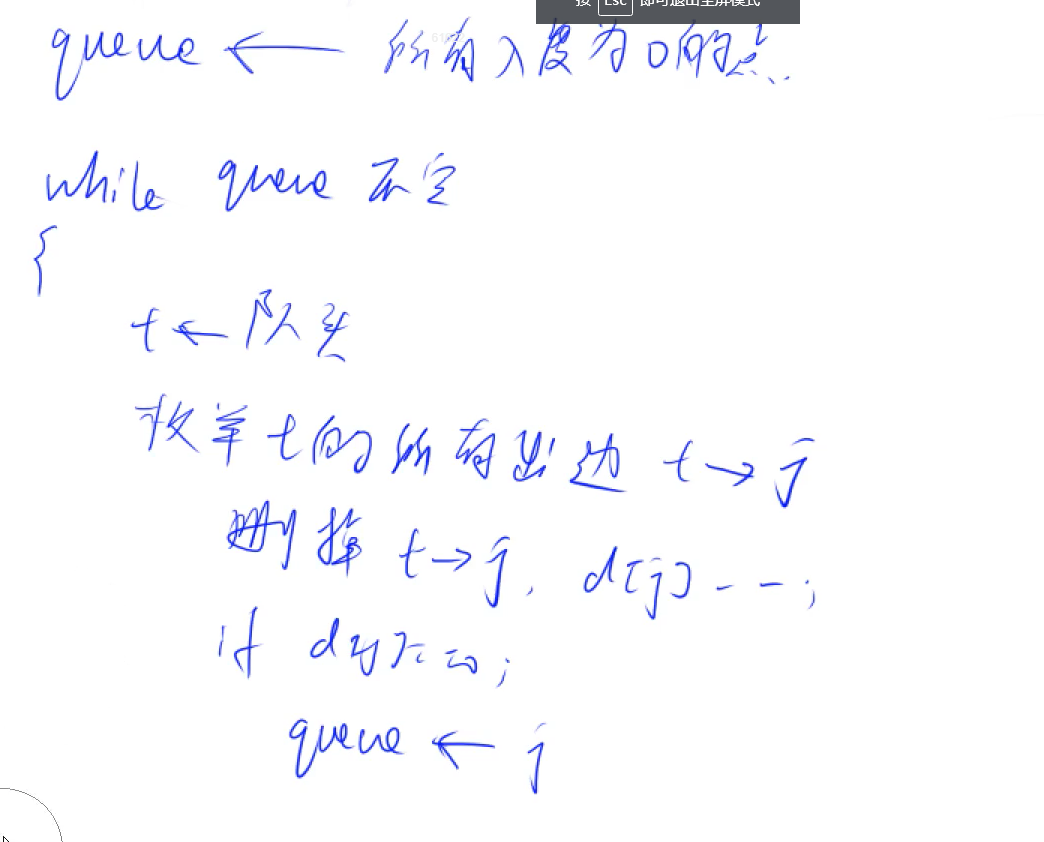 按 Esc 即可退出全屏模式
queue ← 所有入度为0的点
while queue 不空
{
t ← 队头
枚举 t 的所有出边 t → j
删掉 t → j, d[j]--;
if d[j] == 0;
queue ← j